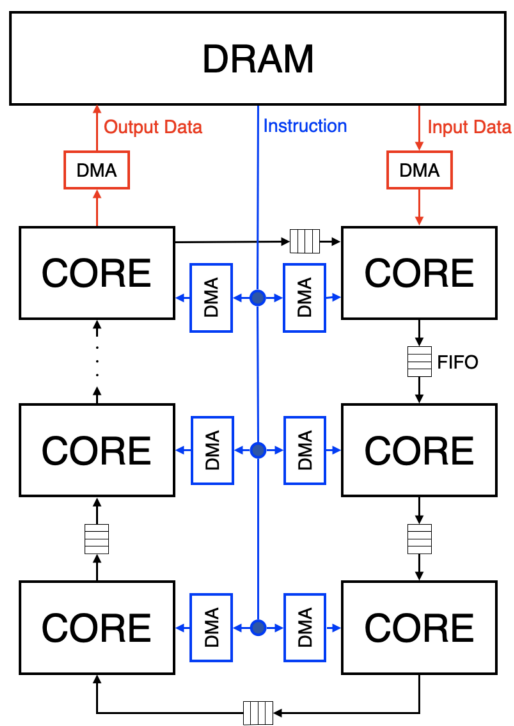 DRAM
Output Data
Instruction
Input Data
DMA
DMA
CORE
DMA
DMA
CORE
FIFO
CORE
DMA
DMA
CORE
CORE
DMA
DMA
CORE